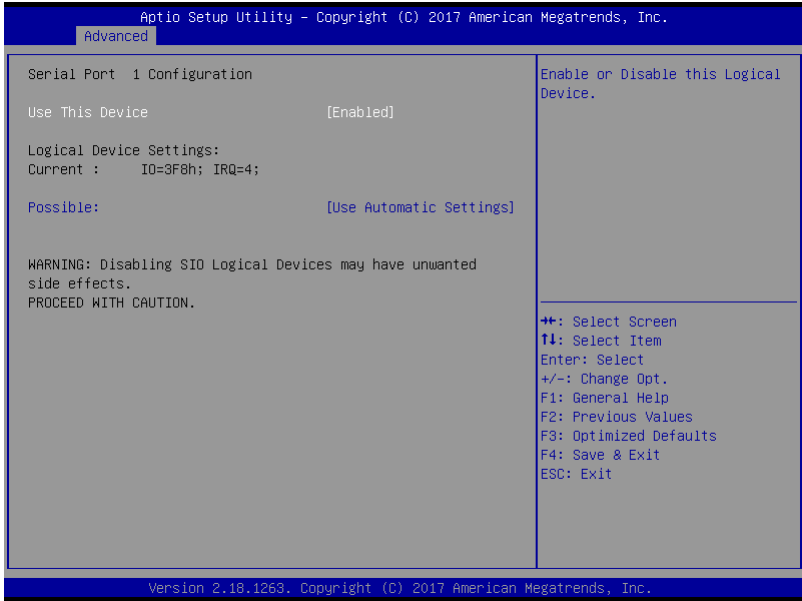 Aptio Setup Utility – Copyright (C) 2017 American Megatrends, Inc.
Advanced
Serial Port  1 Configuration
Use This Device [Enabled]
Logical Device Settings:
Current : IO=3F8h; IRQ=4;
Possible: [Use Automatic Settings]
WARNING: Disabling SIO Logical Devices may have unwanted
side effects.
PROCEED WITH CAUTION.
Enable or Disable this Logical
Device.
→←: Select Screen
↑↓: Select Item
Enter: Select
+/-: Change Opt.
F1: General Help
F2: Previous Values
F3: Optimized Defaults
F4: Save & Exit
ESC: Exit
Version 2.18.1263. Copyright (C) 2017 American Megatrends, Inc.